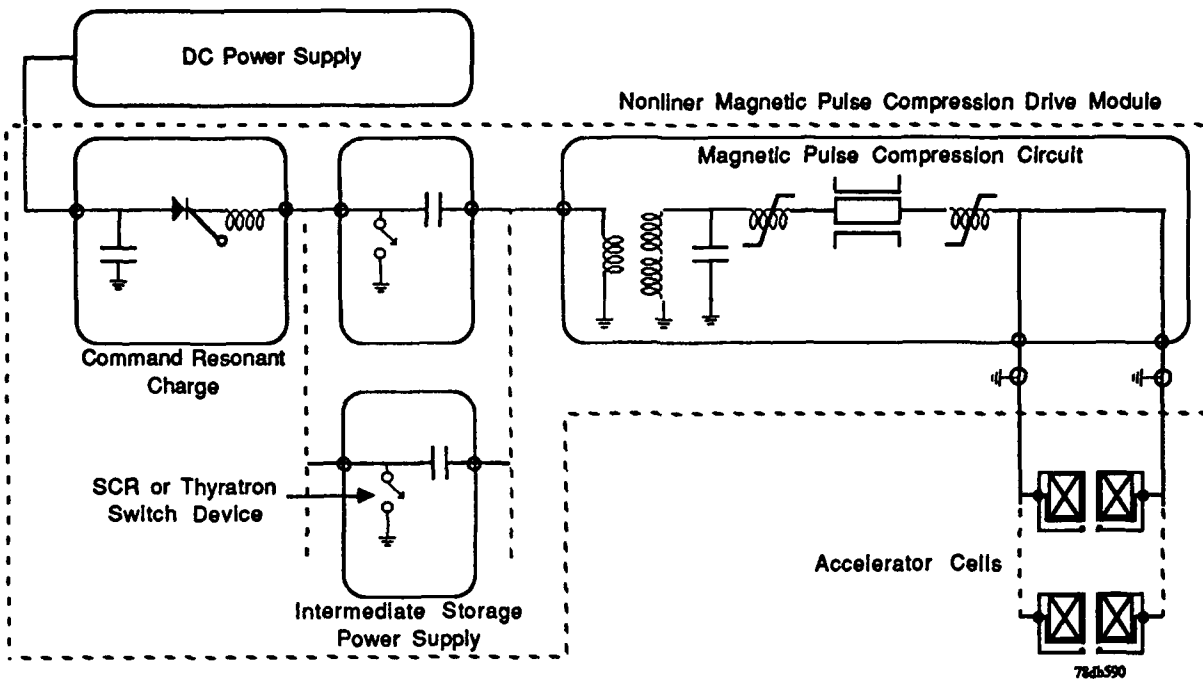 DC Power Supply
Nonliner Magnetic Pulse Compression Drive Module
Magnetic Pulse Compression Circuit
Command Resonant
Charge
SCR or Thyratron
Switch Device
Intermediate Storage
Power Supply
Accelerator Cells
78db590